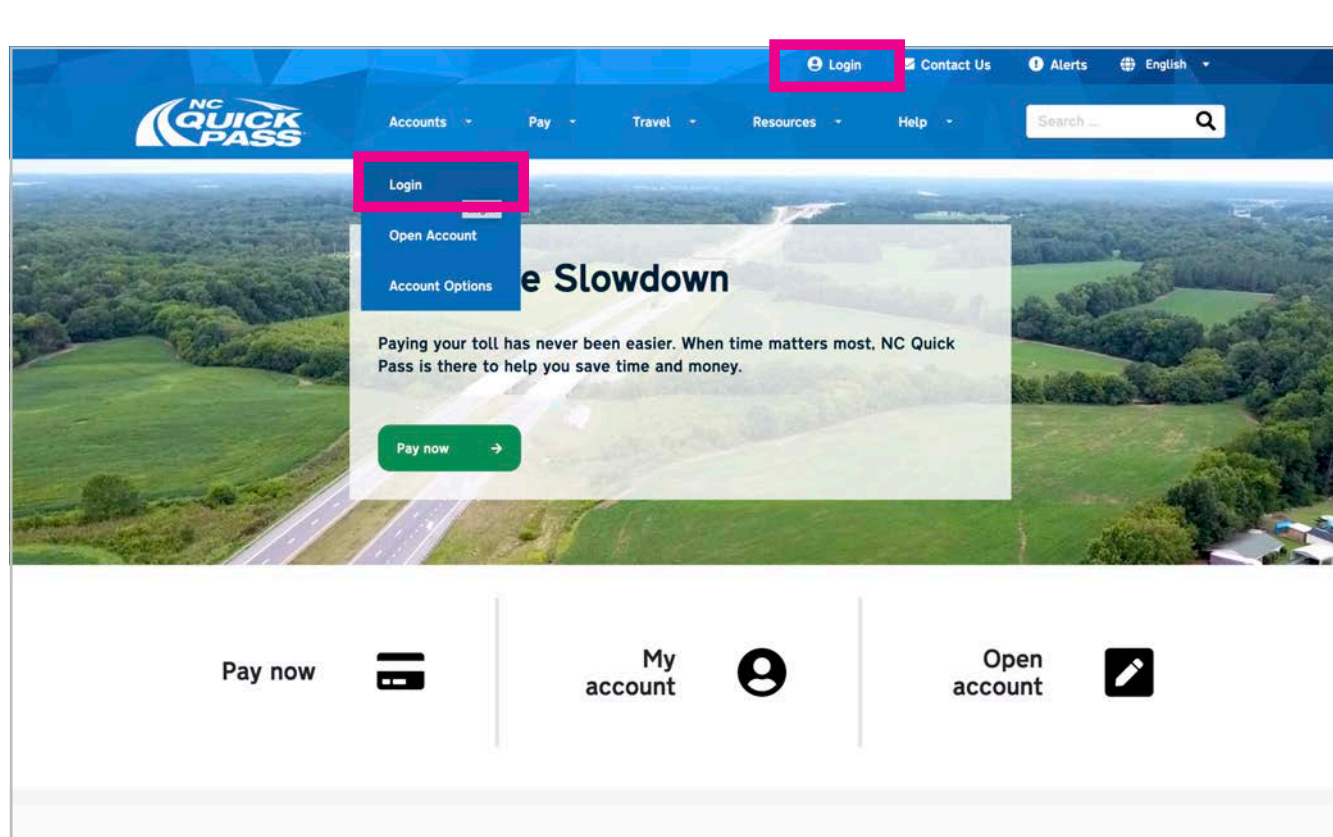 Login Contact Us Alerts English
NC
QUICK
PASS
Accounts Pay Travel Resources Help Search ...
Login
Open Account
Account Options
e Slowdown
Paying your toll has never been easier. When time matters most, NC Quick
Pass is there to help you save time and money.
Pay now
Pay now
My
account
Open
account